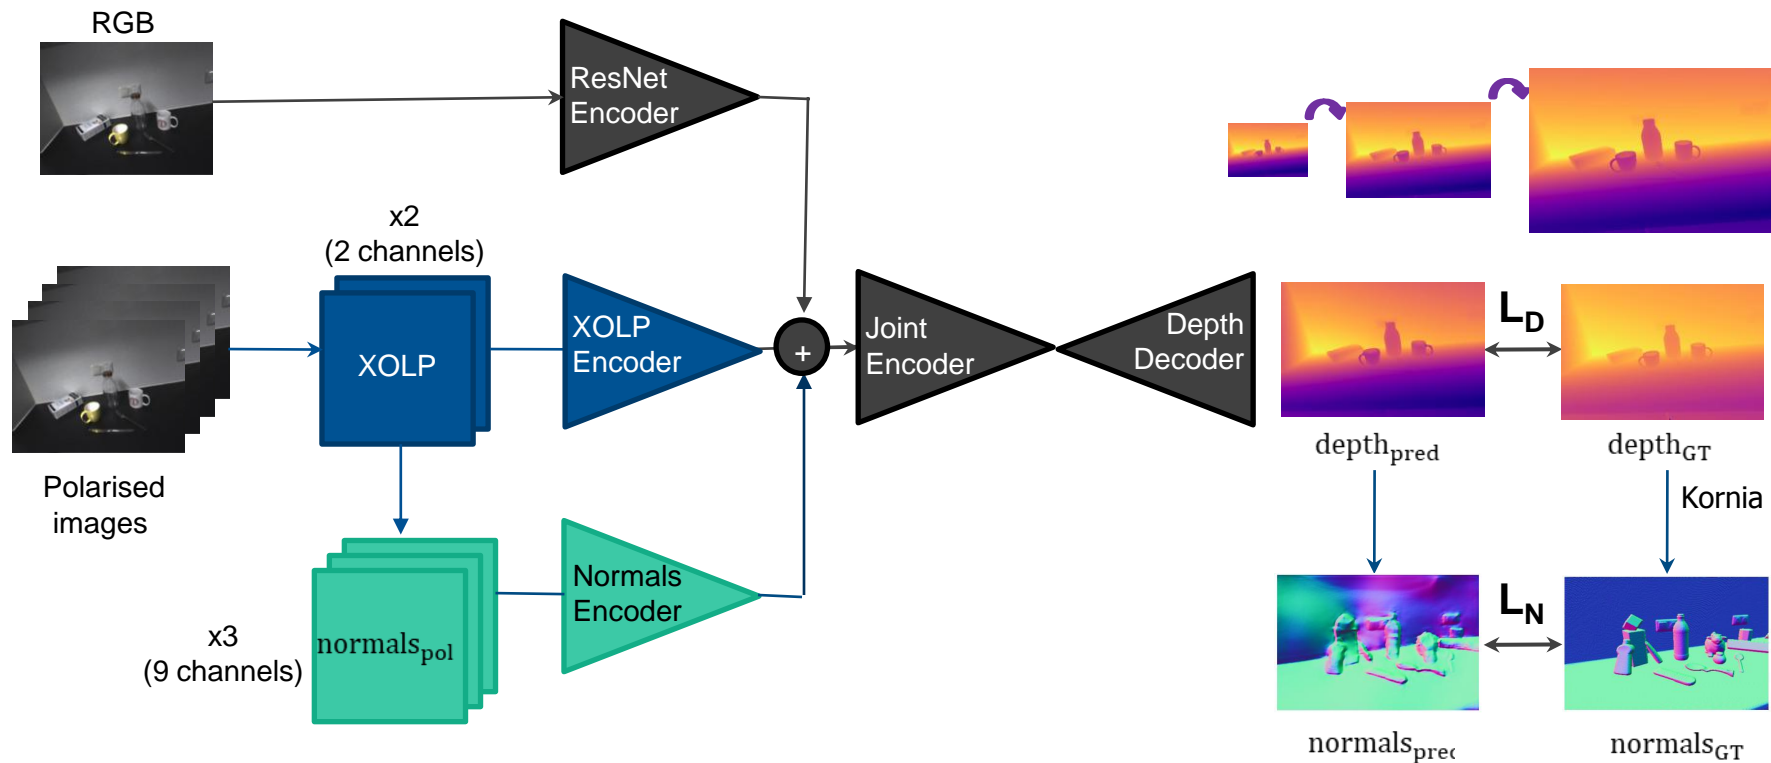 RGB
ResNet
Encoder
x2
(2 channels)
XOLP
XOLP
Encoder
+
Joint
Encoder
Depth
Decoder
L_D
depth_pred
depth_GT
Kornia
Polarised
images
Normals
Encoder
x3
(9 channels)
normals_pol
L_N
normals_pred
normals_GT